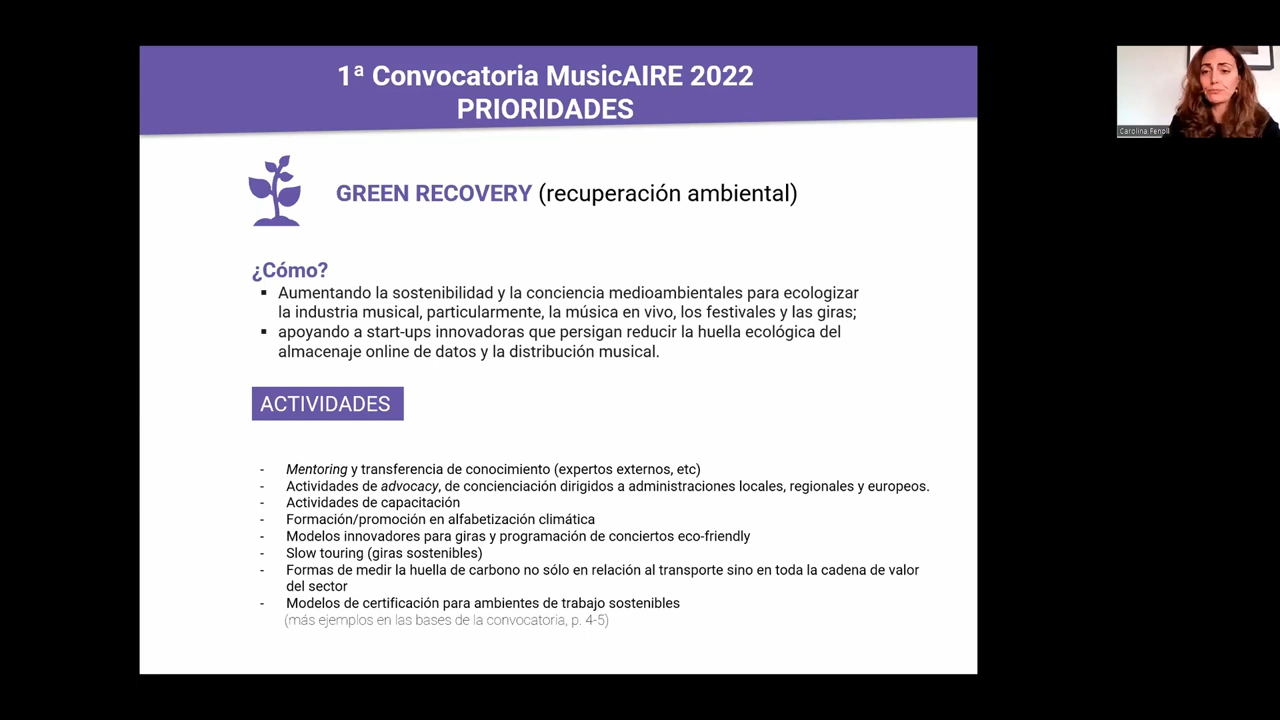 1ª Convocatoria MusicAIRE 2022
PRIORIDADES
GREEN RECOVERY (recuperación ambiental)
¿Cómo?
▪ Aumentando la sostenibilidad y la conciencia medioambientales para ecologizar
la industria musical, particularmente, la música en vivo, los festivales y las giras;
▪ apoyando a start-ups innovadoras que persigan reducir la huella ecológica del
almacenaje online de datos y la distribución musical.
ACTIVIDADES
- Mentoring y transferencia de conocimiento (expertos externos, etc)
- Actividades de advocacy, de concienciación dirigidos a administraciones locales, regionales y europeos.
- Actividades de capacitación
- Formación/promoción en alfabetización climática
- Modelos innovadores para giras y programación de conciertos eco-friendly
- Slow touring (giras sostenibles)
- Formas de medir la huella de carbono no sólo en relación al transporte sino en toda la cadena de valor
del sector
- Modelos de certificación para ambientes de trabajo sostenibles
(más ejemplos en las bases de la convocatoria, p. 4-5)
Carolina Fenoll